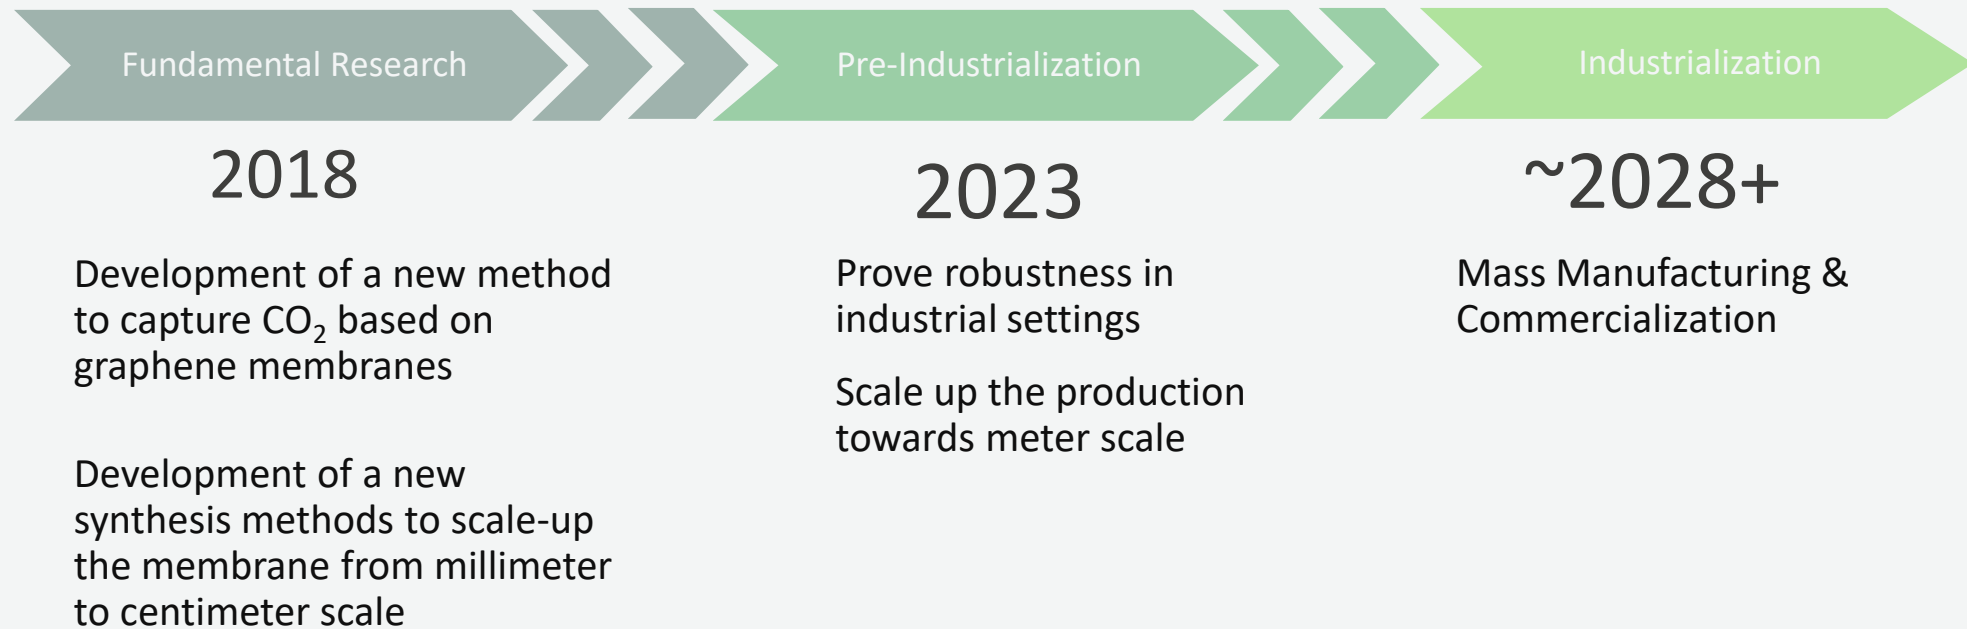 Fundamental Research
Pre-Industrialization
Industrialization
2018
2023
~2028+
Development of a new method
to capture CO₂ based on
graphene membranes
Development of a new
synthesis methods to scale-up
the membrane from millimeter
to centimeter scale
Prove robustness in
industrial settings
Scale up the production
towards meter scale
Mass Manufacturing &
Commercialization